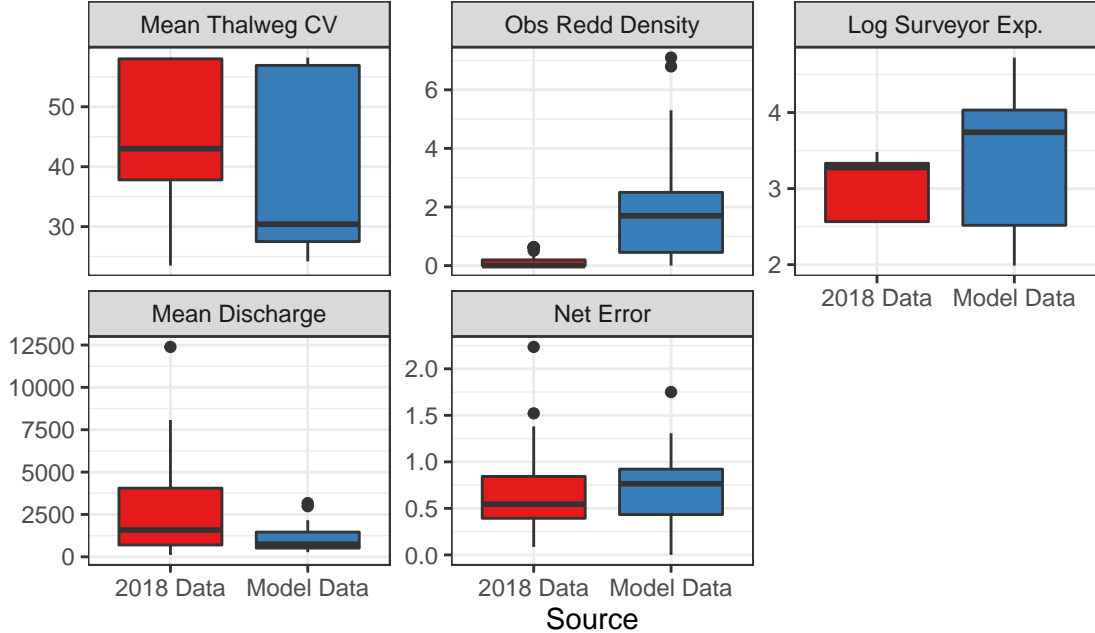 Mean Thalweg CV
Obs Redd Density
Log Surveyor Exp.
50
40
30
6
4
2
0
4
3
2
2018 Data Model Data
Mean Discharge
Net Error
12500
10000
7500
5000
2500
0
2.0
1.5
1.0
0.5
0.0
2018 Data Model Data
2018 Data Model Data
Source